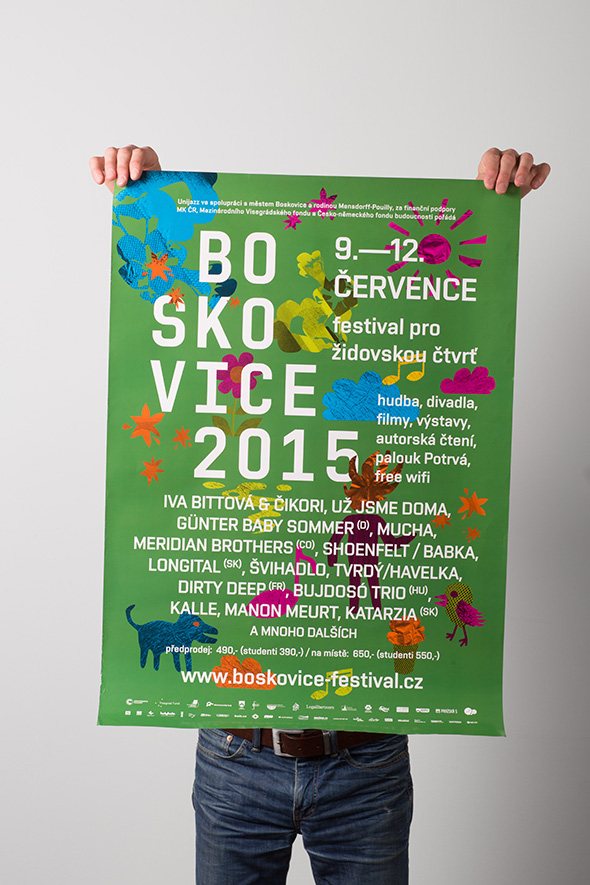 Unijazz ve spolupráci s městem Boskovice a rodinou Mensdorff-Pouilly, za finanční podpory
MK ČR, Mezinárodního Visegrádského fondu a Česko-německého fondu budoucnosti pořádá
BO
SKO
VICE
2015
9.—12.
ČERVENCE
festival pro
židovskou čtvrť
hudba, divadla,
filmy, výstavy,
autorská čtení,
palouk Potrvá,
free wifi
IVA BITTOVÁ & ČIKORI, UŽ JSME DOMA,
GÜNTER BABY SOMMER (D), MUCHA,
MERIDIAN BROTHERS (CO), SHOENFELT / BABKA,
LONGITAL (SK), ŠVIHADLO, TVRDÝ/HAVELKA,
DIRTY DEEP (FR), BUJDOSÓ TRIO (HU),
KALLE, MANON MEURT, KATARZIA (SK)
A MNOHO DALŠÍCH
předprodej: 490,- (studenti 390,-) / na místě: 650,- (studenti 550,-)
www.boskovice-festival.cz